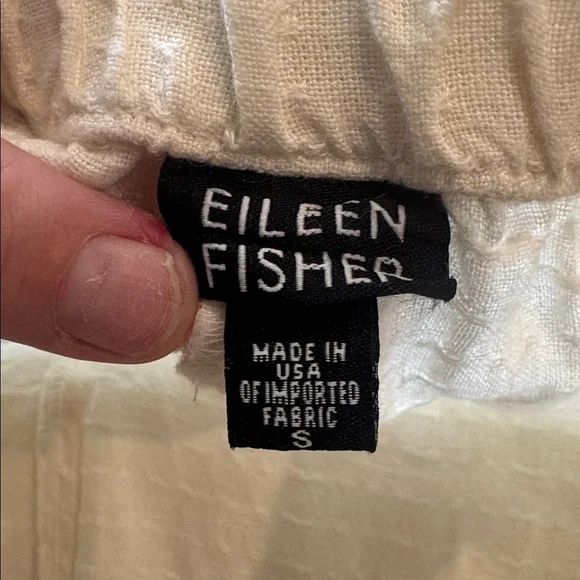 EILEEN
FISHER
MADE IN
USA
OF IMPORTED
FABRIC
S